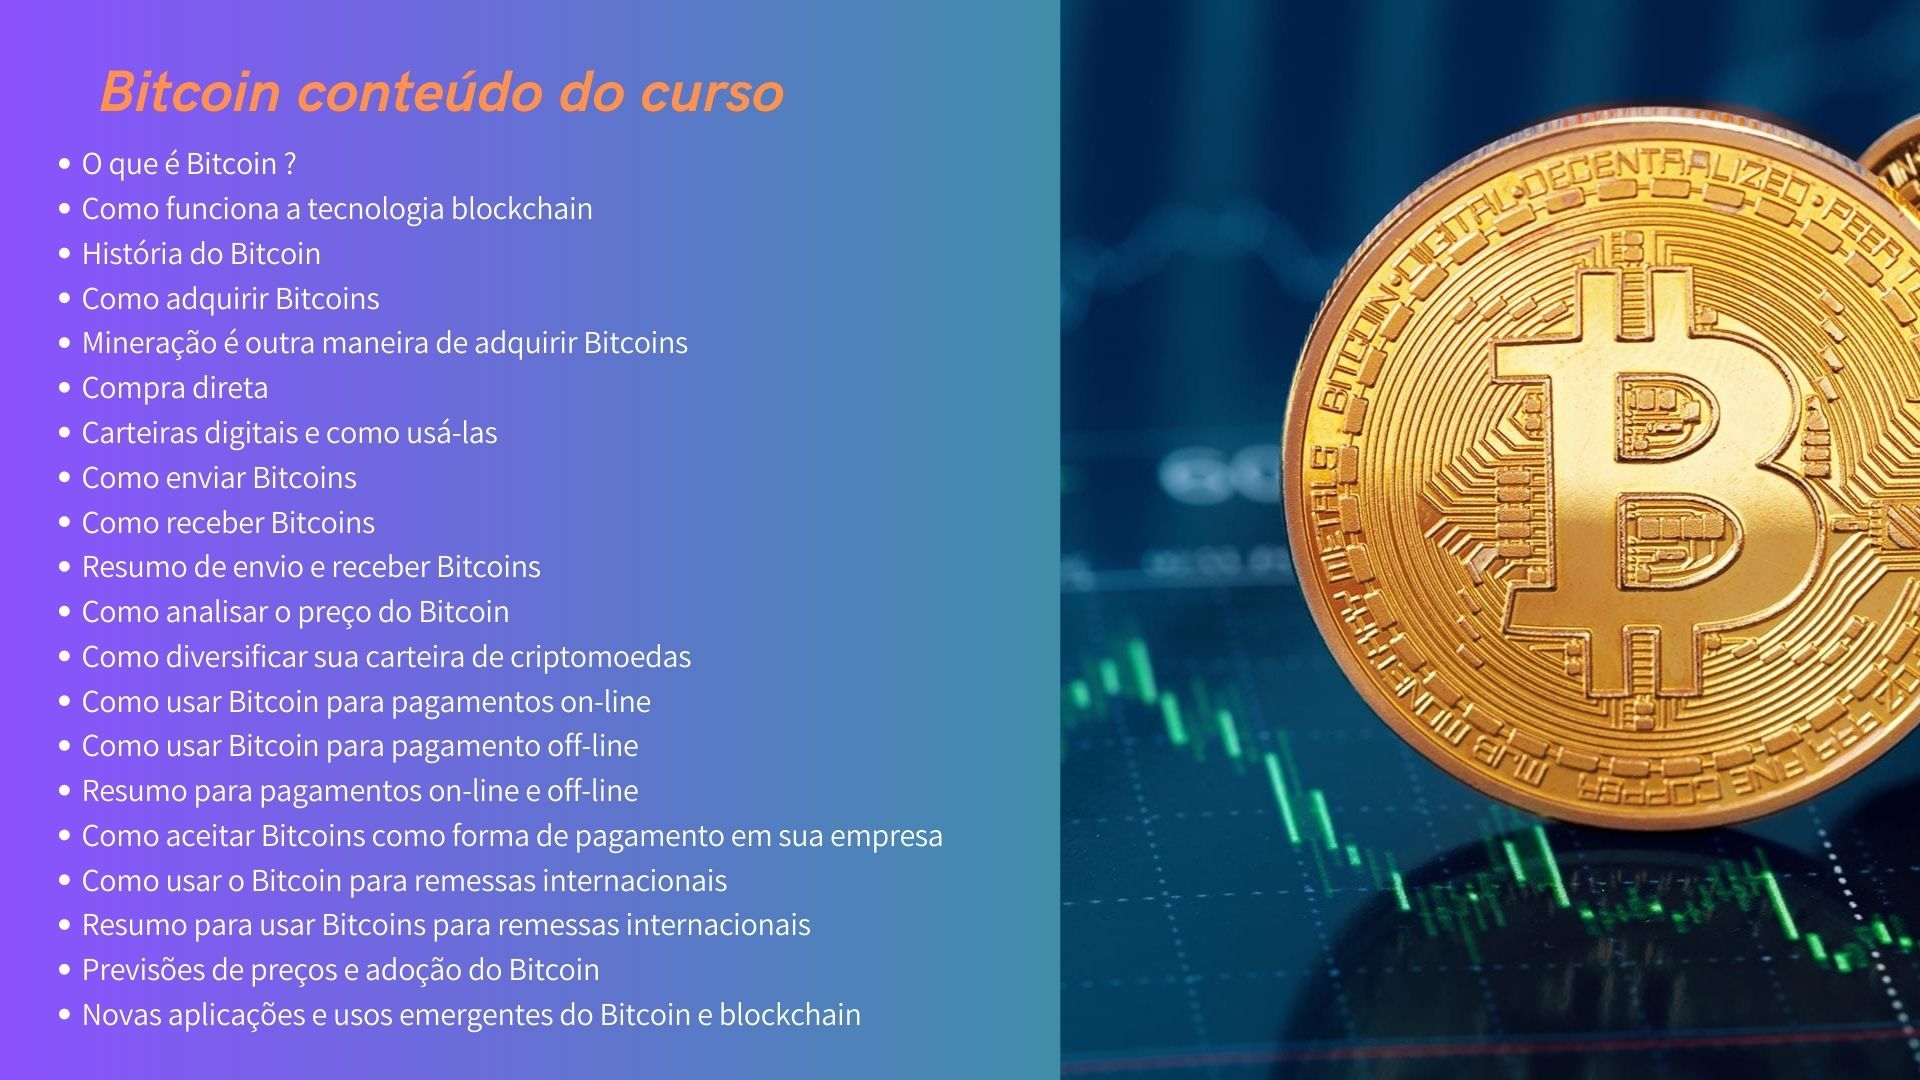 Bitcoin conteúdo do curso
O que é Bitcoin ?
Como funciona a tecnologia blockchain
História do Bitcoin
Como adquirir Bitcoins
Mineração é outra maneira de adquirir Bitcoins
Compra direta
Carteiras digitais e como usá-las
Como enviar Bitcoins
Como receber Bitcoins
Resumo de envio e receber Bitcoins
Como analisar o preço do Bitcoin
Como diversificar sua carteira de criptomoedas
Como usar Bitcoin para pagamentos on-line
Como usar Bitcoin para pagamento off-line
Resumo para pagamentos on-line e off-line
Como aceitar Bitcoins como forma de pagamento em sua empresa
Como usar o Bitcoin para remessas internacionais
Resumo para usar Bitcoins para remessas internacionais
Previsões de preços e adoção do Bitcoin
Novas aplicações e usos emergentes do Bitcoin e blockchain
BITCOIN·DIGITAL·DECENTRALIZED·PEER